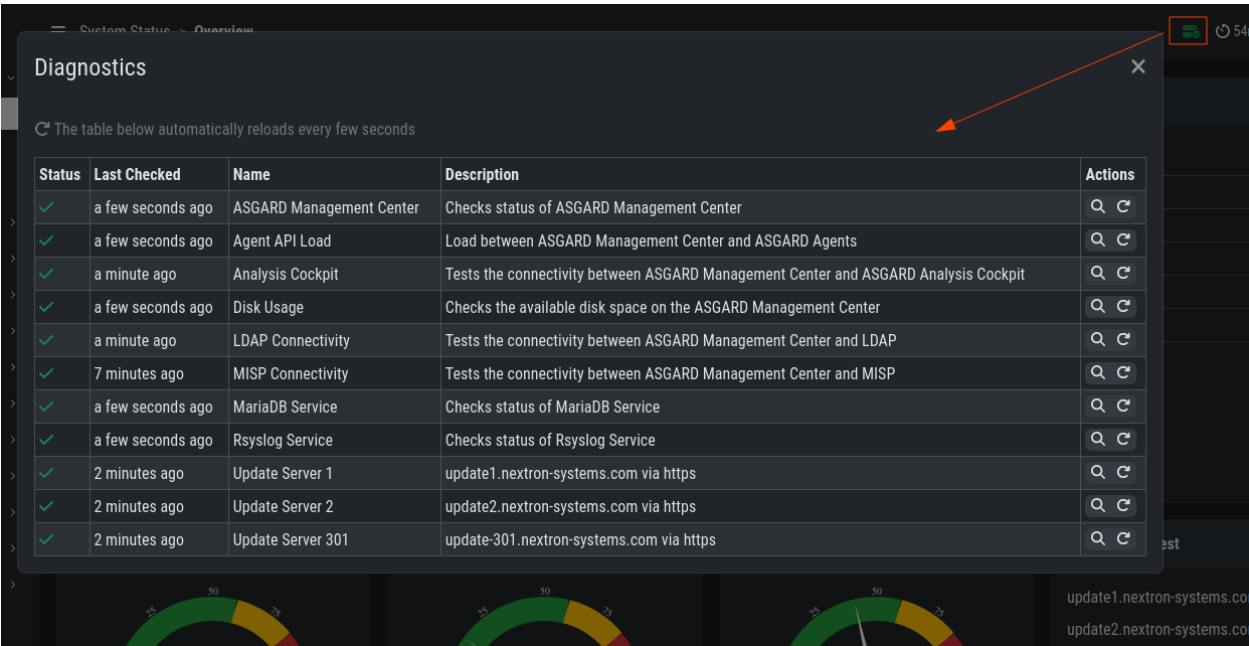 System Status > Overview
54
Diagnostics
The table below automatically reloads every few seconds
Status Last Checked Name Description Actions
a few seconds ago ASGARD Management Center Checks status of ASGARD Management Center
a few seconds ago Agent API Load Load between ASGARD Management Center and ASGARD Agents
a minute ago Analysis Cockpit Tests the connectivity between ASGARD Management Center and ASGARD Analysis Cockpit
a few seconds ago Disk Usage Checks the available disk space on the ASGARD Management Center
a minute ago LDAP Connectivity Tests the connectivity between ASGARD Management Center and LDAP
7 minutes ago MISP Connectivity Tests the connectivity between ASGARD Management Center and MISP
a few seconds ago MariaDB Service Checks status of MariaDB Service
a few seconds ago Rsyslog Service Checks status of Rsyslog Service
2 minutes ago Update Server 1 update1.nextron-systems.com via https
2 minutes ago Update Server 2 update2.nextron-systems.com via https
2 minutes ago Update Server 301 update-301.nextron-systems.com via https
est
25 50 75
25 50 75
25 50 75
update1.nextron-systems.co
update2.nextron-systems.co